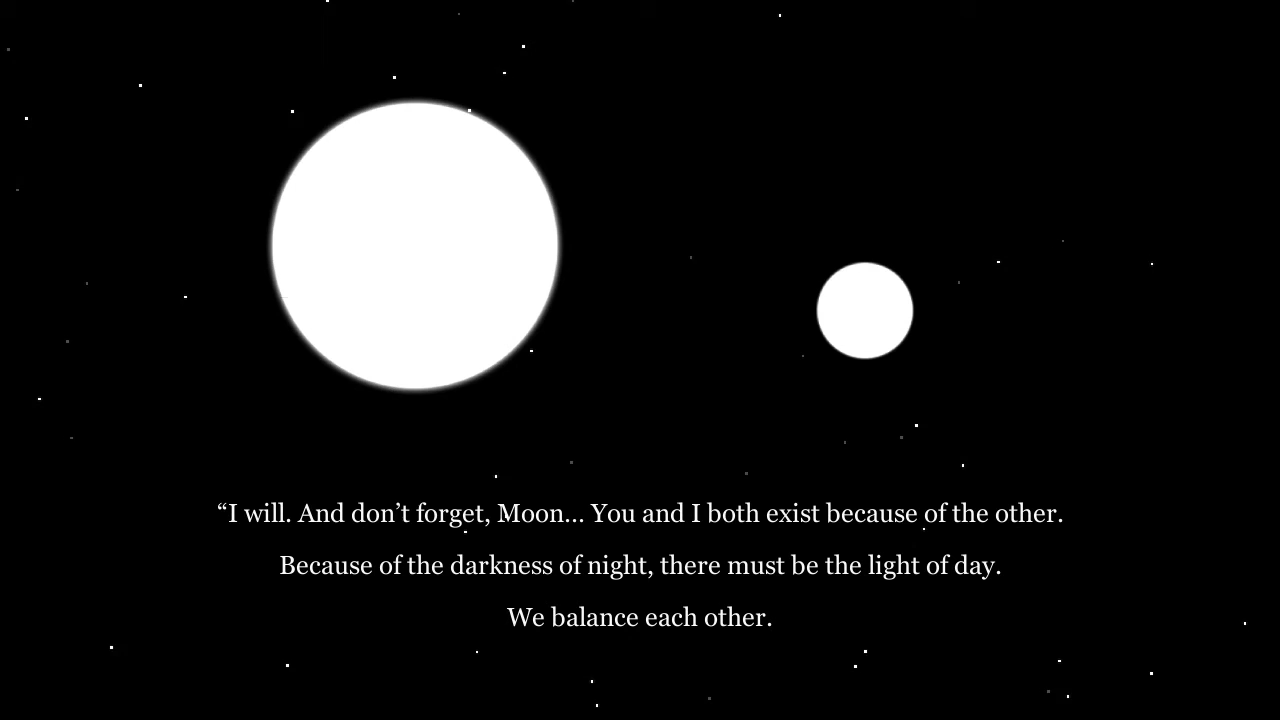 “I will. And don’t forget, Moon... You and I both exist because of the other.
Because of the darkness of night, there must be the light of day.
We balance each other.